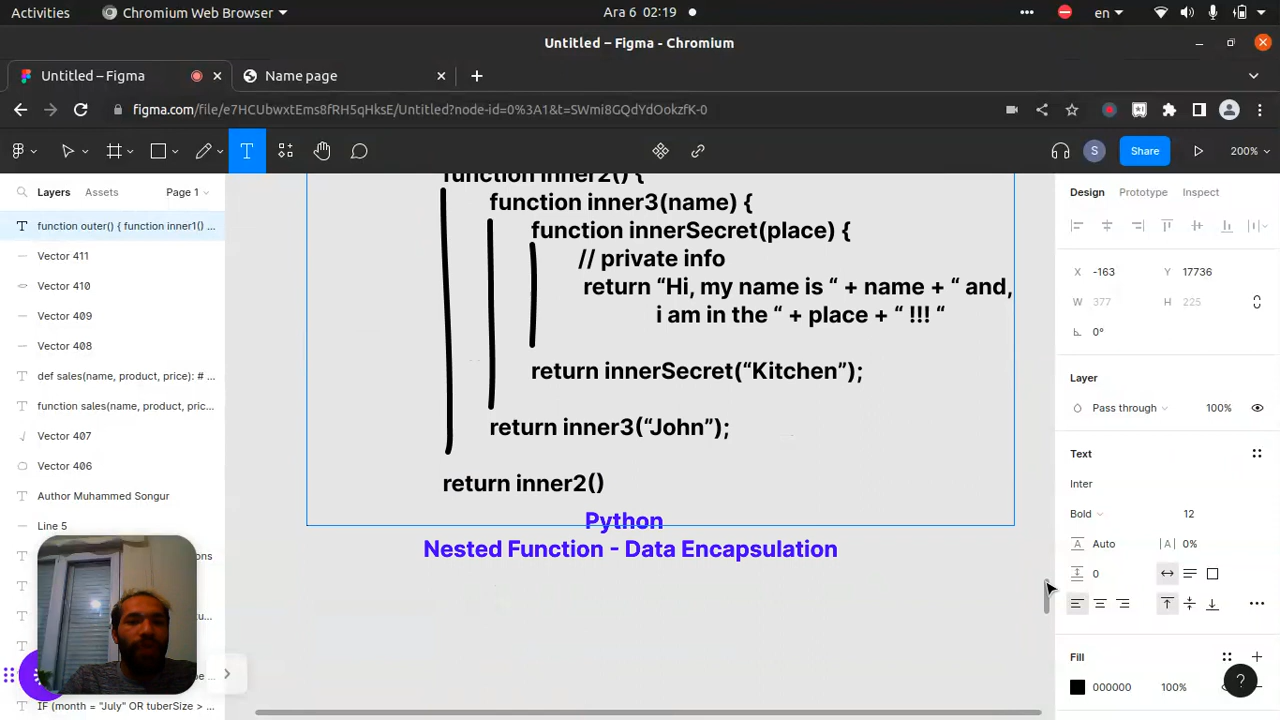 Activities
Chromium Web Browser
Ara 6 02:19
en
Untitled – Figma - Chromium
Untitled – Figma
Name page
figma.com/file/e7HCUbwxtEms8fRH5qHksE/Untitled?node-id=0%3A1&t=SWmi8GQdYdOokzfK-0
S
Share
200%
Layers
Assets
Page 1
function outer() { function inner1() ...
Vector 411
Vector 410
Vector 409
Vector 408
def sales(name, product, price): # ...
function sales(name, product, pric...
Vector 407
Vector 406
Author Muhammed Songur
Line 5
IF (month = "July" OR tuberSize > ...
function inner2() {
function inner3(name) {
function innerSecret(place) {
// private info
return “Hi, my name is “ + name + “ and,
i am in the “ + place + “ !!! “
return innerSecret(“Kitchen”);
return inner3(“John”);
return inner2()
Python
Nested Function - Data Encapsulation
Design
Prototype
Inspect
X -163
Y 17736
W 377
H 225
0°
Layer
Pass through
100%
Text
Inter
Bold
12
Auto
|A| 0%
0
Fill
000000
100%
?